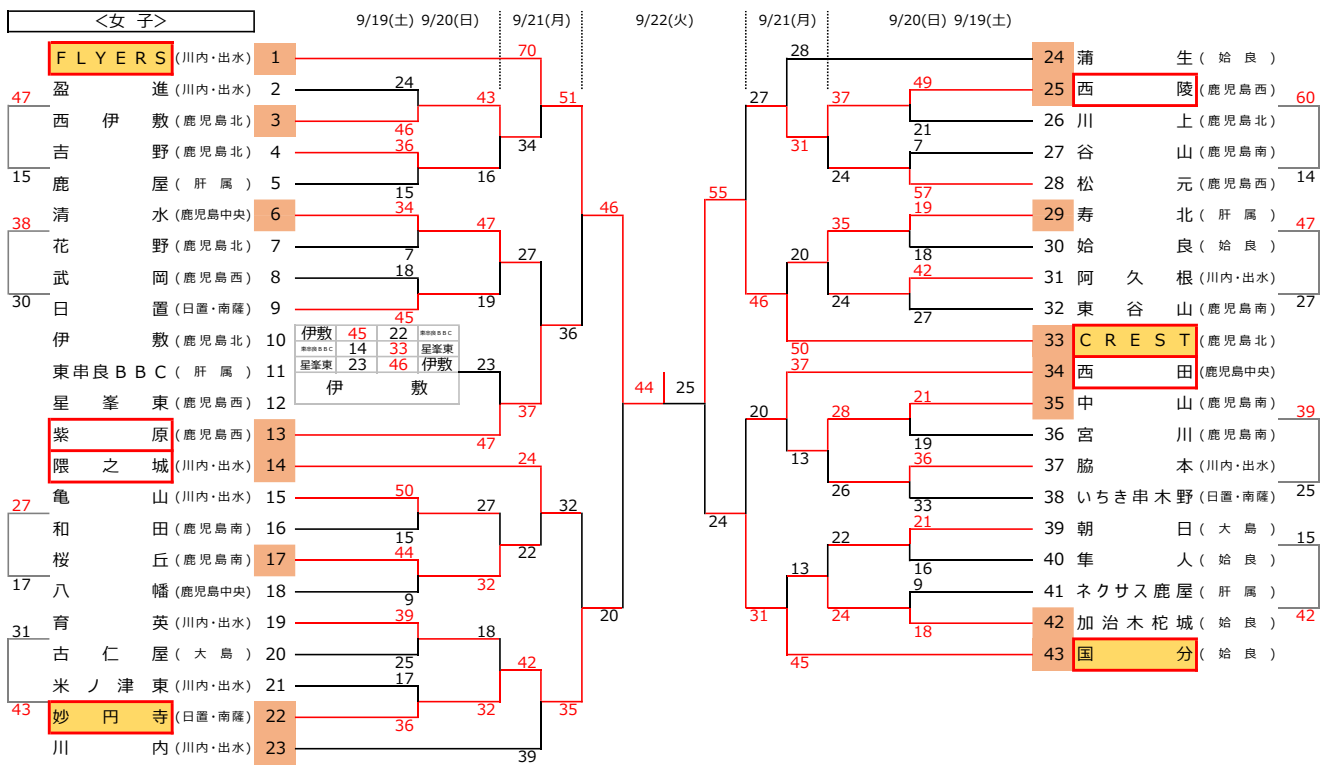 ＜女 子＞ 9/19(土) 9/20(日) 9/21(月) 9/22(火) 9/21(月) 9/20(日) 9/19(土)
ＦＬＹＥＲＳ (川内・出水) 1 70 28 24 蒲 生 ( 姶 良 )
盈 進 (川内・出水) 2 24 49 25 西 陵 (鹿児島西)
47 43 51 27 37 60
西 伊 敷 (鹿児島北) 3 46 21 26 川 上 (鹿児島北)
吉 野 (鹿児島北) 4 36 34 31 7 27 谷 山 (鹿児島南)
15 16 24 14
鹿 屋 ( 肝 属 ) 5 15 57 28 松 元 (鹿児島西)
55
清 水 (鹿児島中央) 6 34 46 19 29 寿 北 ( 肝 属 )
38 47 35 47
花 野 (鹿児島北) 7 7 18 30 姶 良 ( 姶 良 )
27 20
武 岡 (鹿児島西) 8 18 42 31 阿 久 根 (川内・出水)
30 19 46 24 27
日 置 (日置・南薩) 9 45 27 32 東 谷 山 (鹿児島南)
伊 敷 (鹿児島北) 10 伊敷 45 22 東串良ＢＢＣ 36 33 ＣＲＥＳＴ (鹿児島北)
東串良ＢＢＣ 14 33 星峯東 50
東串良ＢＢＣ ( 肝 属 ) 11 星峯東 23 46 伊敷 23 37 34 西 田 (鹿児島中央)
伊 敷 44 25
星 峯 東 (鹿児島西) 12 37 20 28 21 35 中 山 (鹿児島南) 39
紫 原 (鹿児島西) 13 47 19 36 宮 川 (鹿児島南)
隈 之 城 (川内・出水) 14 24 13 36 37 脇 本 (川内・出水)
26 25
亀 山 (川内・出水) 15 50 33 38 いちき串木野 (日置・南薩)
27 27 32
和 田 (鹿児島南) 16 15 24 21 39 朝 日 ( 大 島 )
22 22 15
桜 丘 (鹿児島南) 17 44 16 40 隼 人 ( 姶 良 )
17 32 13
八 幡 (鹿児島中央) 18 9 9 41 ネクサス鹿屋 ( 肝 属 )
20 31 24 42
育 英 (川内・出水) 19 39 18 42 加治木柁城 ( 姶 良 )
31 18
古 仁 屋 ( 大 島 ) 20 25 42 45 43 国 分 ( 姶 良 )
米 ノ 津 東 (川内・出水) 21 17
43 32 35
妙 円 寺 (日置・南薩) 22 36
川 内 (川内・出水) 23 39